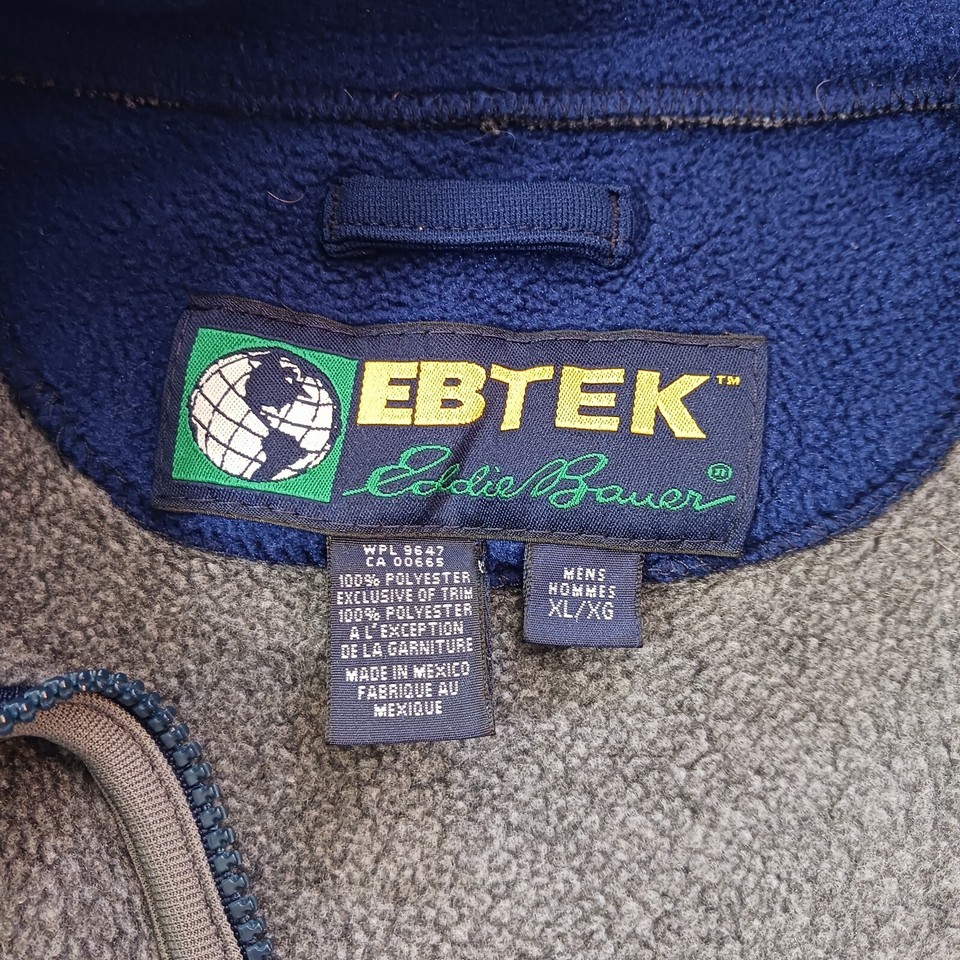 EBTEK™
Eddie Bauer®
WPL 9647
CA 00665
100% POLYESTER
EXCLUSIVE OF TRIM
100% POLYESTER
A L'EXCEPTION
DE LA GARNITURE
MADE IN MEXICO
FABRIQUE AU
MEXIQUE
MENS
HOMMES
XL/XG